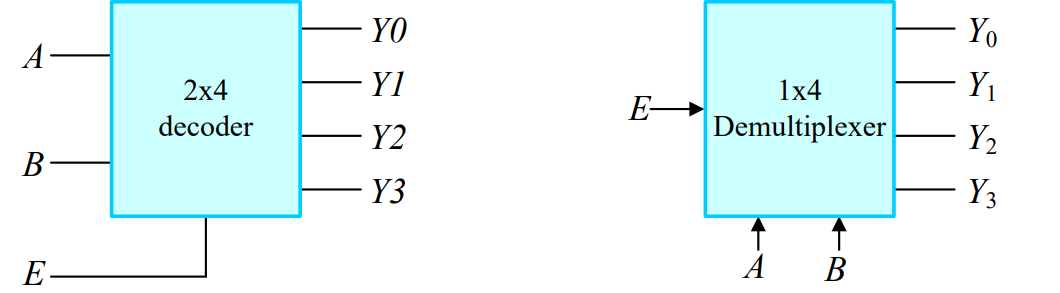 A
B
E
2x4
decoder
Y0
Y1
Y2
Y3
E
1x4
Demultiplexer
A
B
Y₀
Y₁
Y₂
Y₃